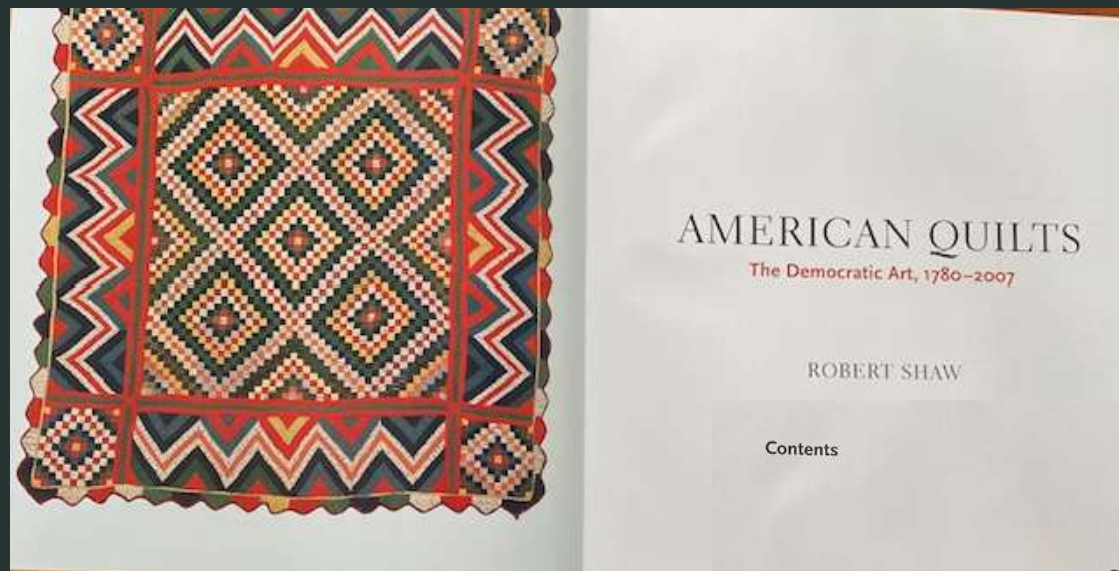 AMERICAN QUILTS
The Democratic Art, 1780–2007
ROBERT SHAW
Contents